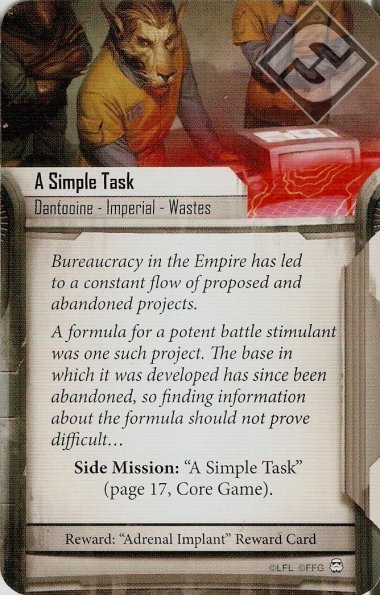 A Simple Task
Dantooine - Imperial - Wastes
Bureaucracy in the Empire has led
to a constant flow of proposed and
abandoned projects.
A formula for a potent battle stimulant
was one such project. The base in
which it was developed has since been
abandoned, so finding information
about the formula should not prove
difficult…
Side Mission: “A Simple Task”
(page 17, Core Game).
Reward: “Adrenal Implant” Reward Card
©LFL ©FFG